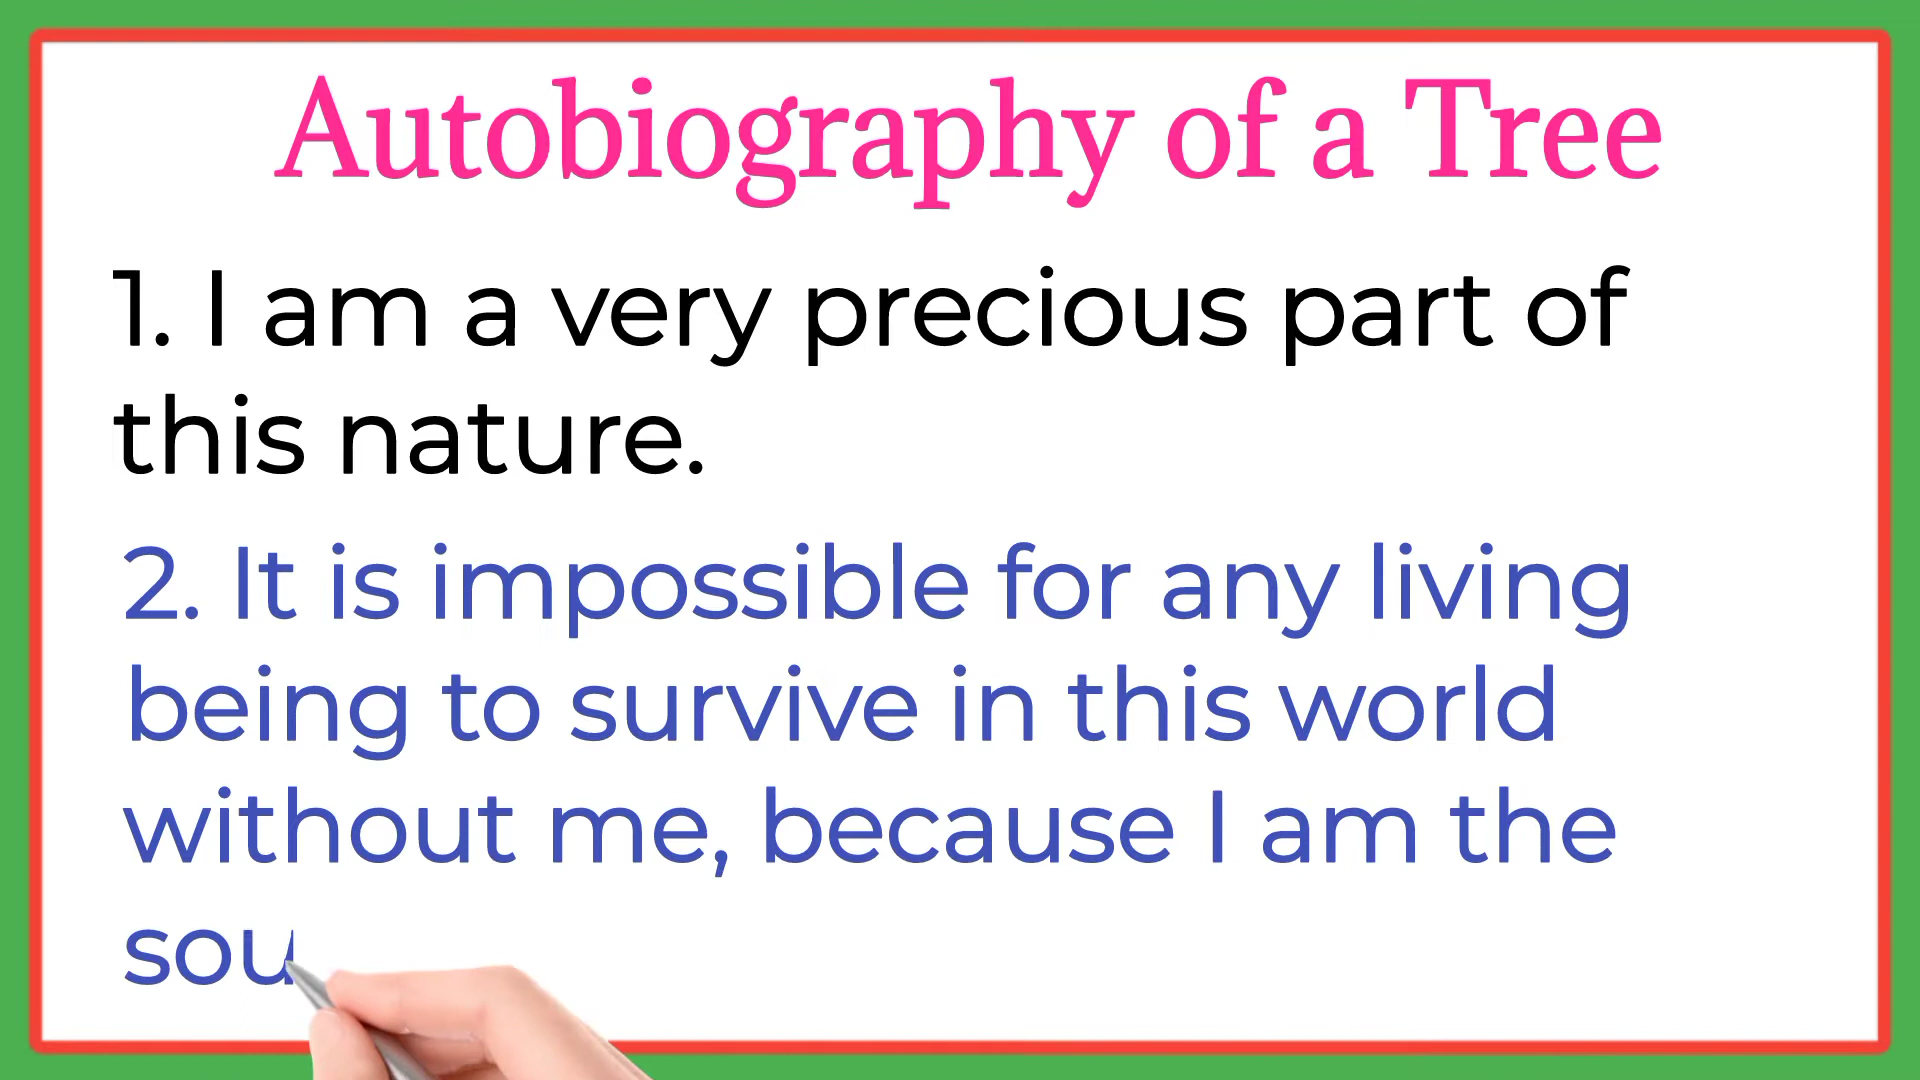 Autobiography of a Tree
1. I am a very precious part of
this nature.
2. It is impossible for any living
being to survive in this world
without me, because I am the
sou